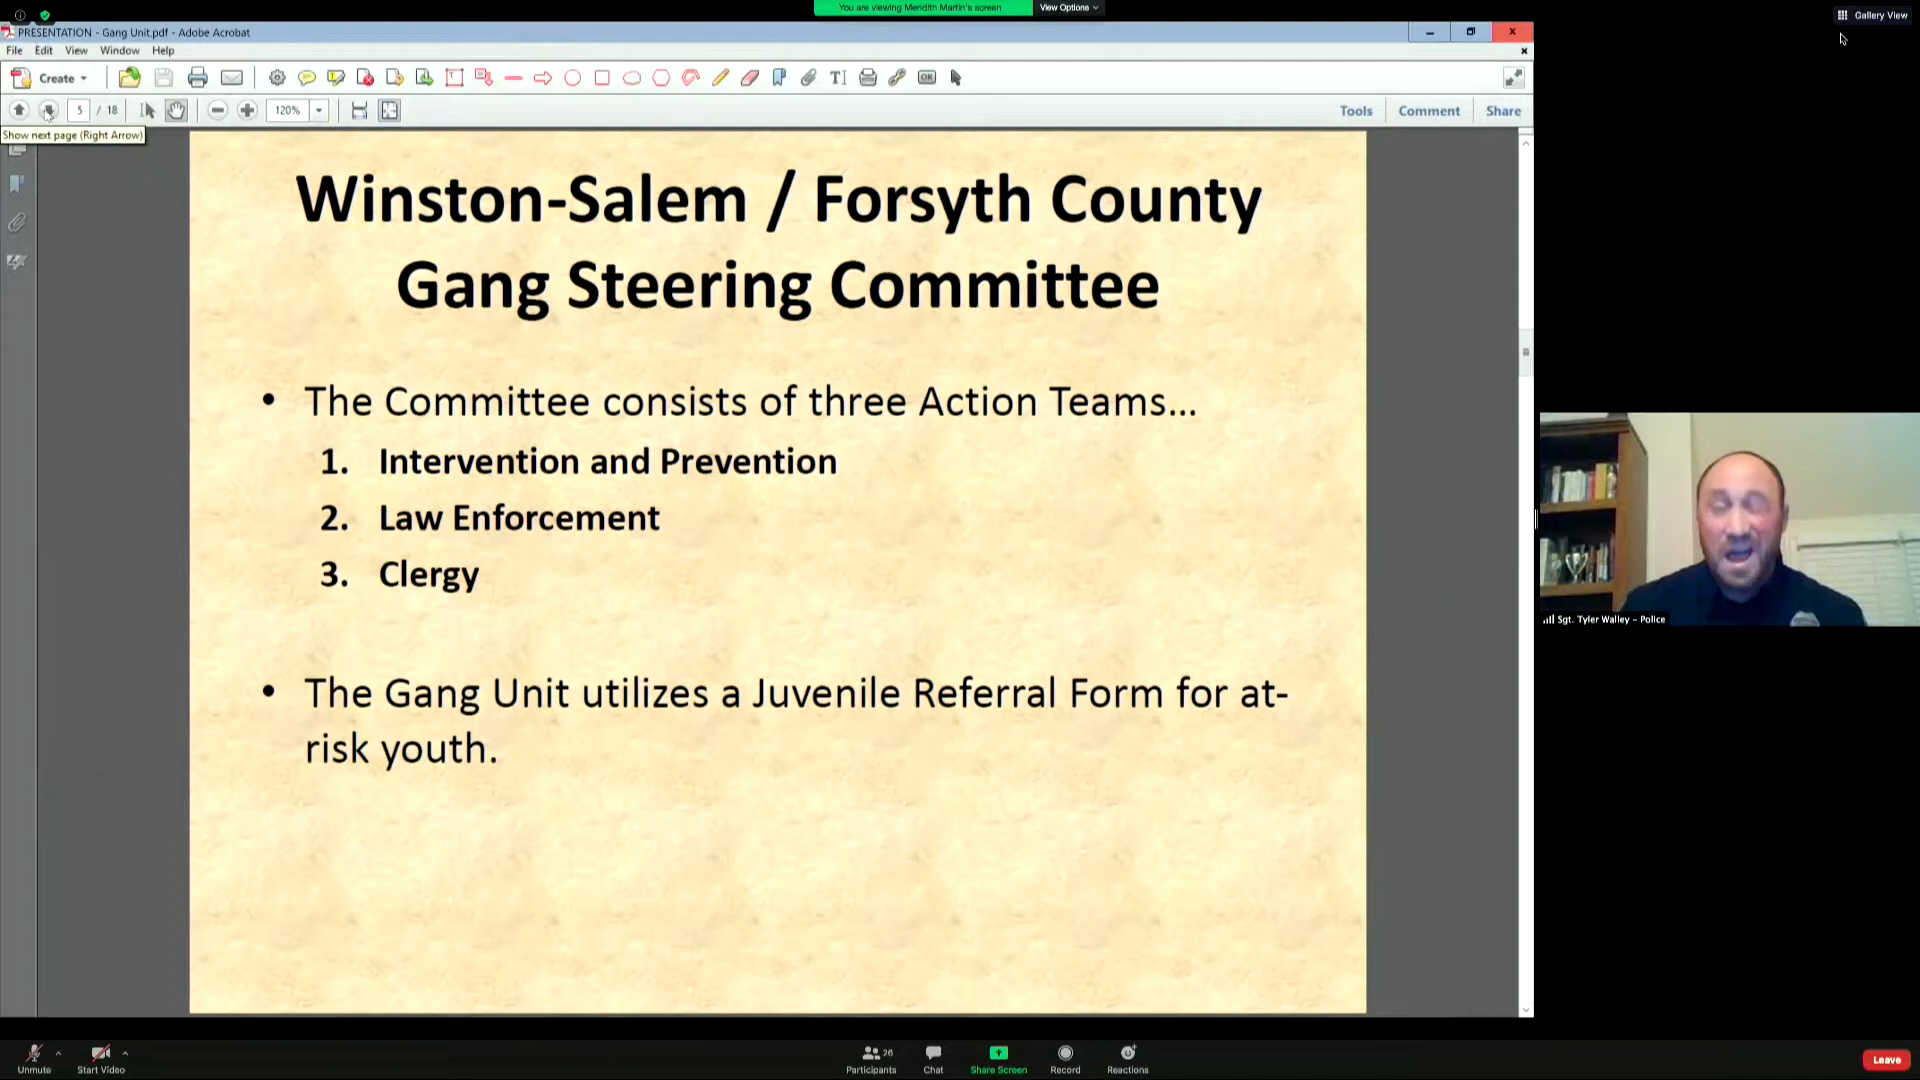 You are viewing Meridith Martin's screen
View Options
Gallery View
PRESENTATION - Gang Unit.pdf - Adobe Acrobat
File Edit View Window Help
Create
5 / 18
120%
Tools Comment Share
Show next page (Right Arrow)
Winston-Salem / Forsyth County
Gang Steering Committee
• The Committee consists of three Action Teams...
1. Intervention and Prevention
2. Law Enforcement
3. Clergy
• The Gang Unit utilizes a Juvenile Referral Form for at-
risk youth.
Sgt. Tyler Walley - Police
Unmute
Start Video
26
Participants
Chat
Share Screen
Record
Reactions
Leave